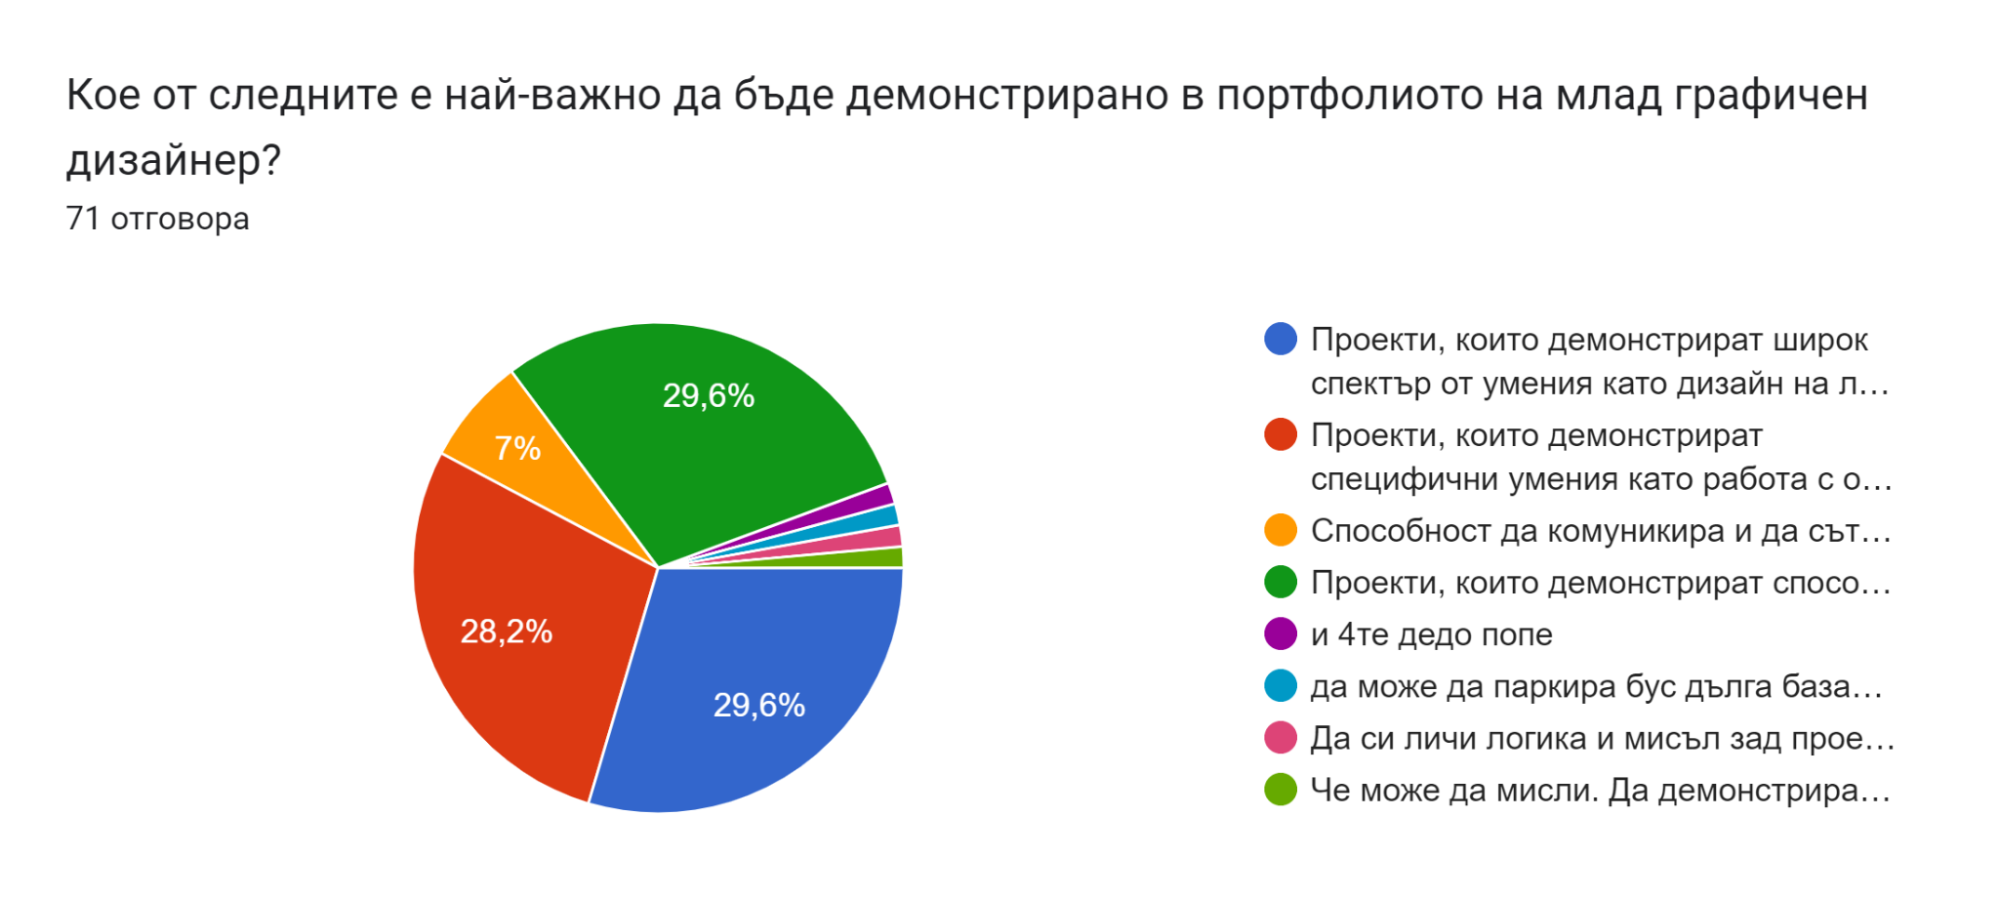 Кое от следните е най-важно да бъде демонстрирано в портфолиото на млад графичен
дизайнер?
71 отговора
29,6%
7%
28,2%
29,6%
Проекти, които демонстрират широк
спектър от умения като дизайн на л…
Проекти, които демонстрират
специфични умения като работа с о…
Способност да комуникира и да сът…
Проекти, които демонстрират спосо…
и 4те дедо попе
да може да паркира бус дълга база…
Да си личи логика и мисъл зад прое…
Че може да мисли. Да демонстрира…